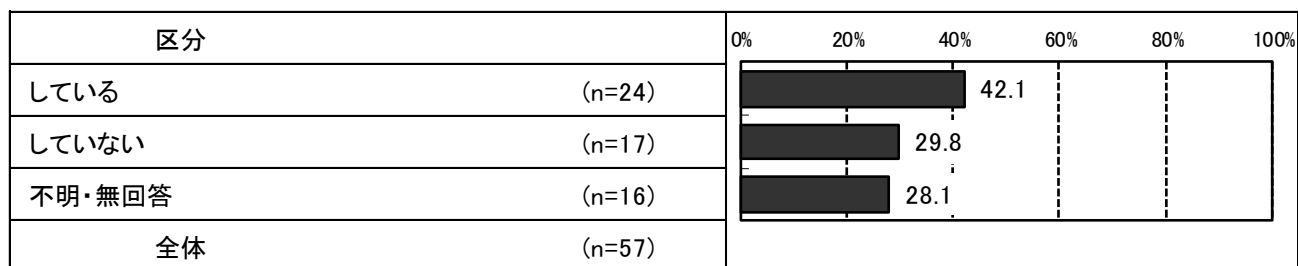 区分
0% 20% 40% 60% 80% 100%
している (n=24) 42.1
していない (n=17) 29.8
不明・無回答 (n=16) 28.1
全体 (n=57)